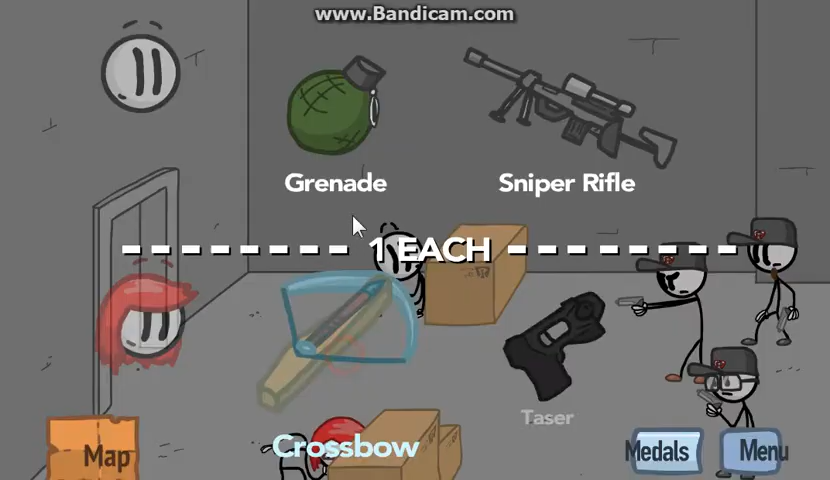 www.Bandicam.com
Grenade
Sniper Rifle
1 EACH
Taser
Crossbow
Map
Medals
Menu